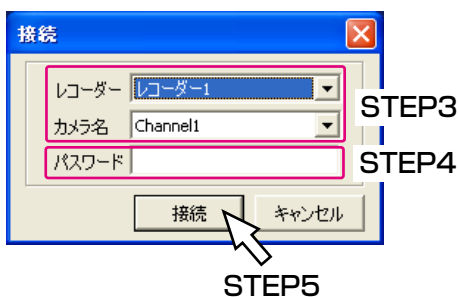 接続
レコーダー レコーダー1
STEP3
カメラ名 Channel1
パスワード
STEP4
接続 キャンセル
STEP5